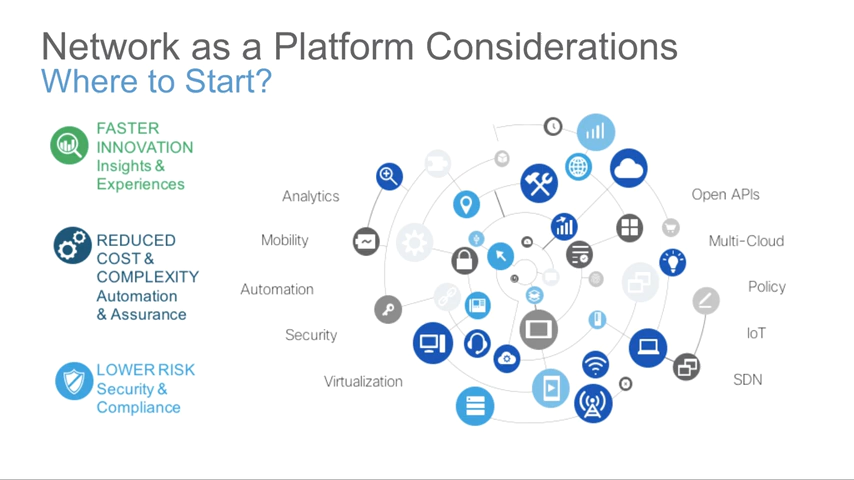 Network as a Platform Considerations
Where to Start?
FASTER
INNOVATION
Insights &
Experiences
REDUCED
COST &
COMPLEXITY
Automation
& Assurance
LOWER RISK
Security &
Compliance
Analytics
Mobility
Automation
Security
Virtualization
Open APIs
Multi-Cloud
Policy
IoT
SDN